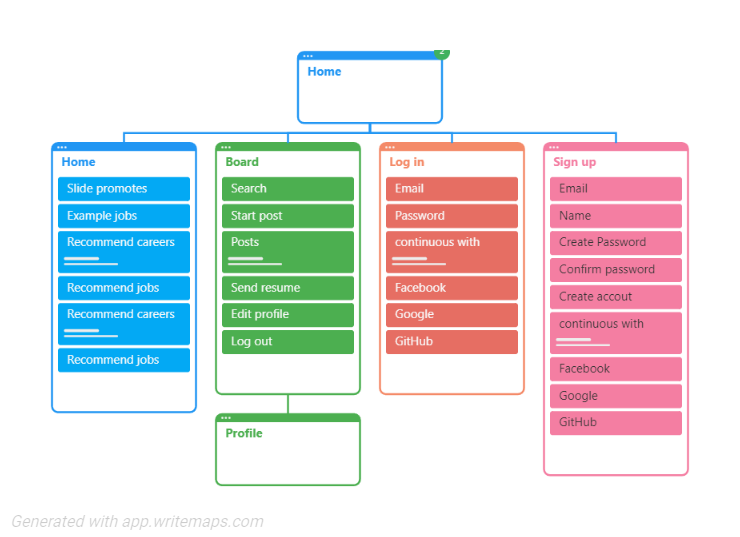 2
Home
Home
Slide promotes
Example jobs
Recommend careers
Recommend jobs
Recommend careers
Recommend jobs
Board
Search
Start post
Posts
Send resume
Edit profile
Log out
Profile
Log in
Email
Password
continuous with
Facebook
Google
GitHub
Sign up
Email
Name
Create Password
Confirm password
Create accout
continuous with
Facebook
Google
GitHub
Generated with app.writemaps.com